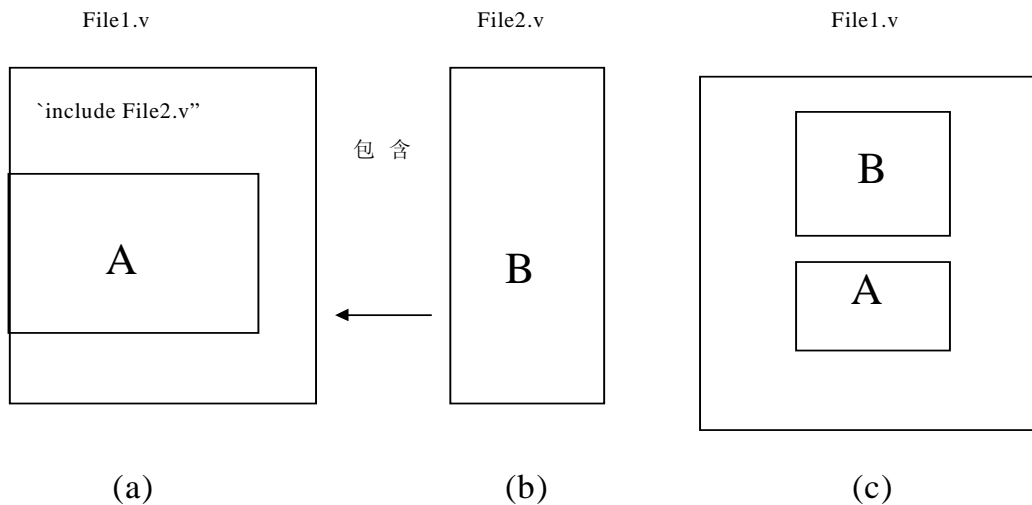 File1.v
File2.v
File1.v
`include File2.v”
包 含
A
B
B
A
(a)
(b)
(c)